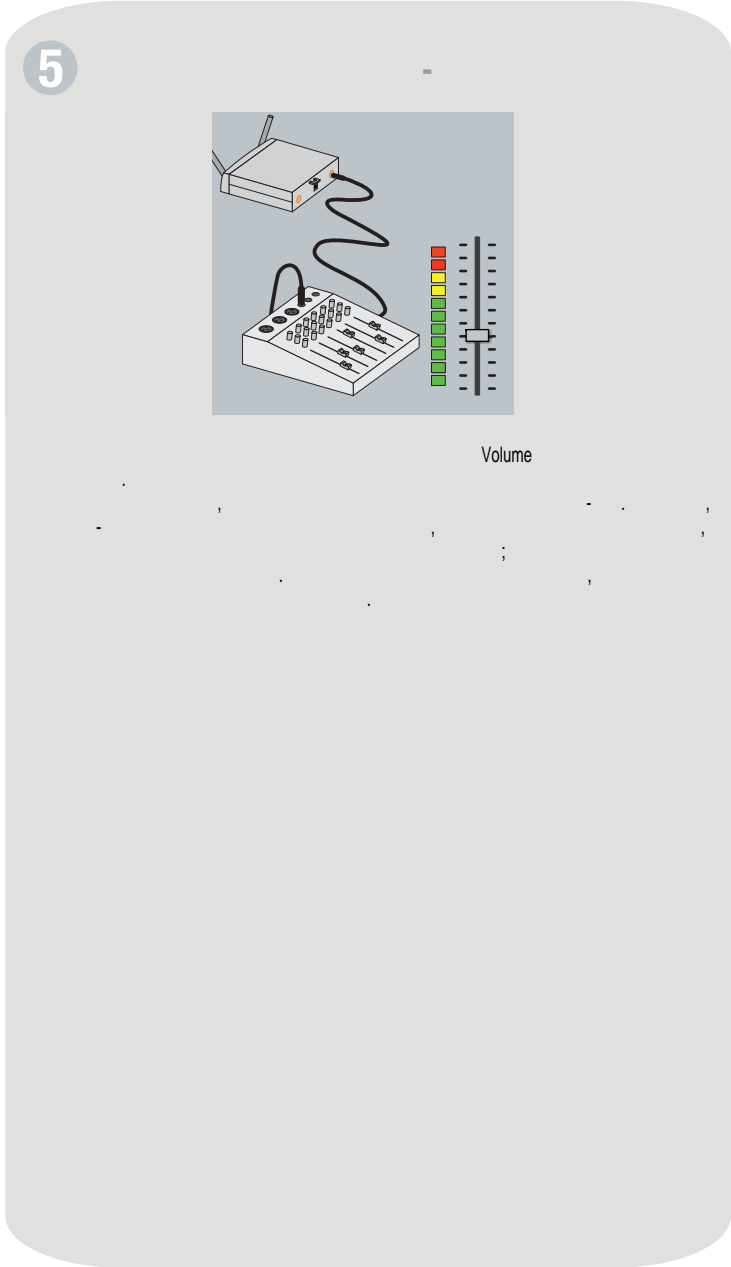 5
-
Volume
.
, - . ,
- , ,
;
. ,
.